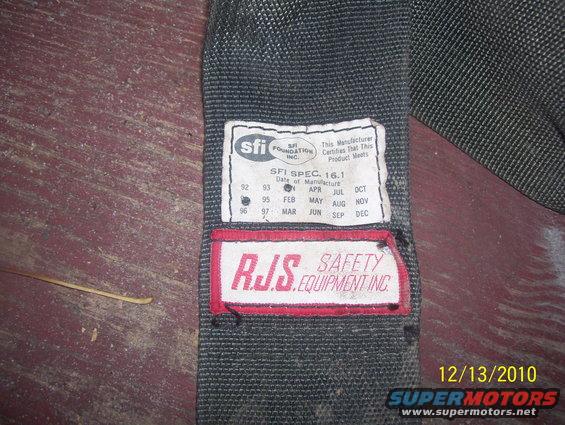 sfi
SFI
FOUNDATION
INC.
This Manufacturer
Certifies That This
Product Meets
SFI SPEC. 16.1
Date of Manufacture
92 93 APR JUL OCT
95 FEB MAY AUG NOV
96 97 MAR JUN SEP DEC
R.J.S. SAFETY
EQUIPMENT INC.
12/13/2010
SUPERMOTORS
www.supermotors.net